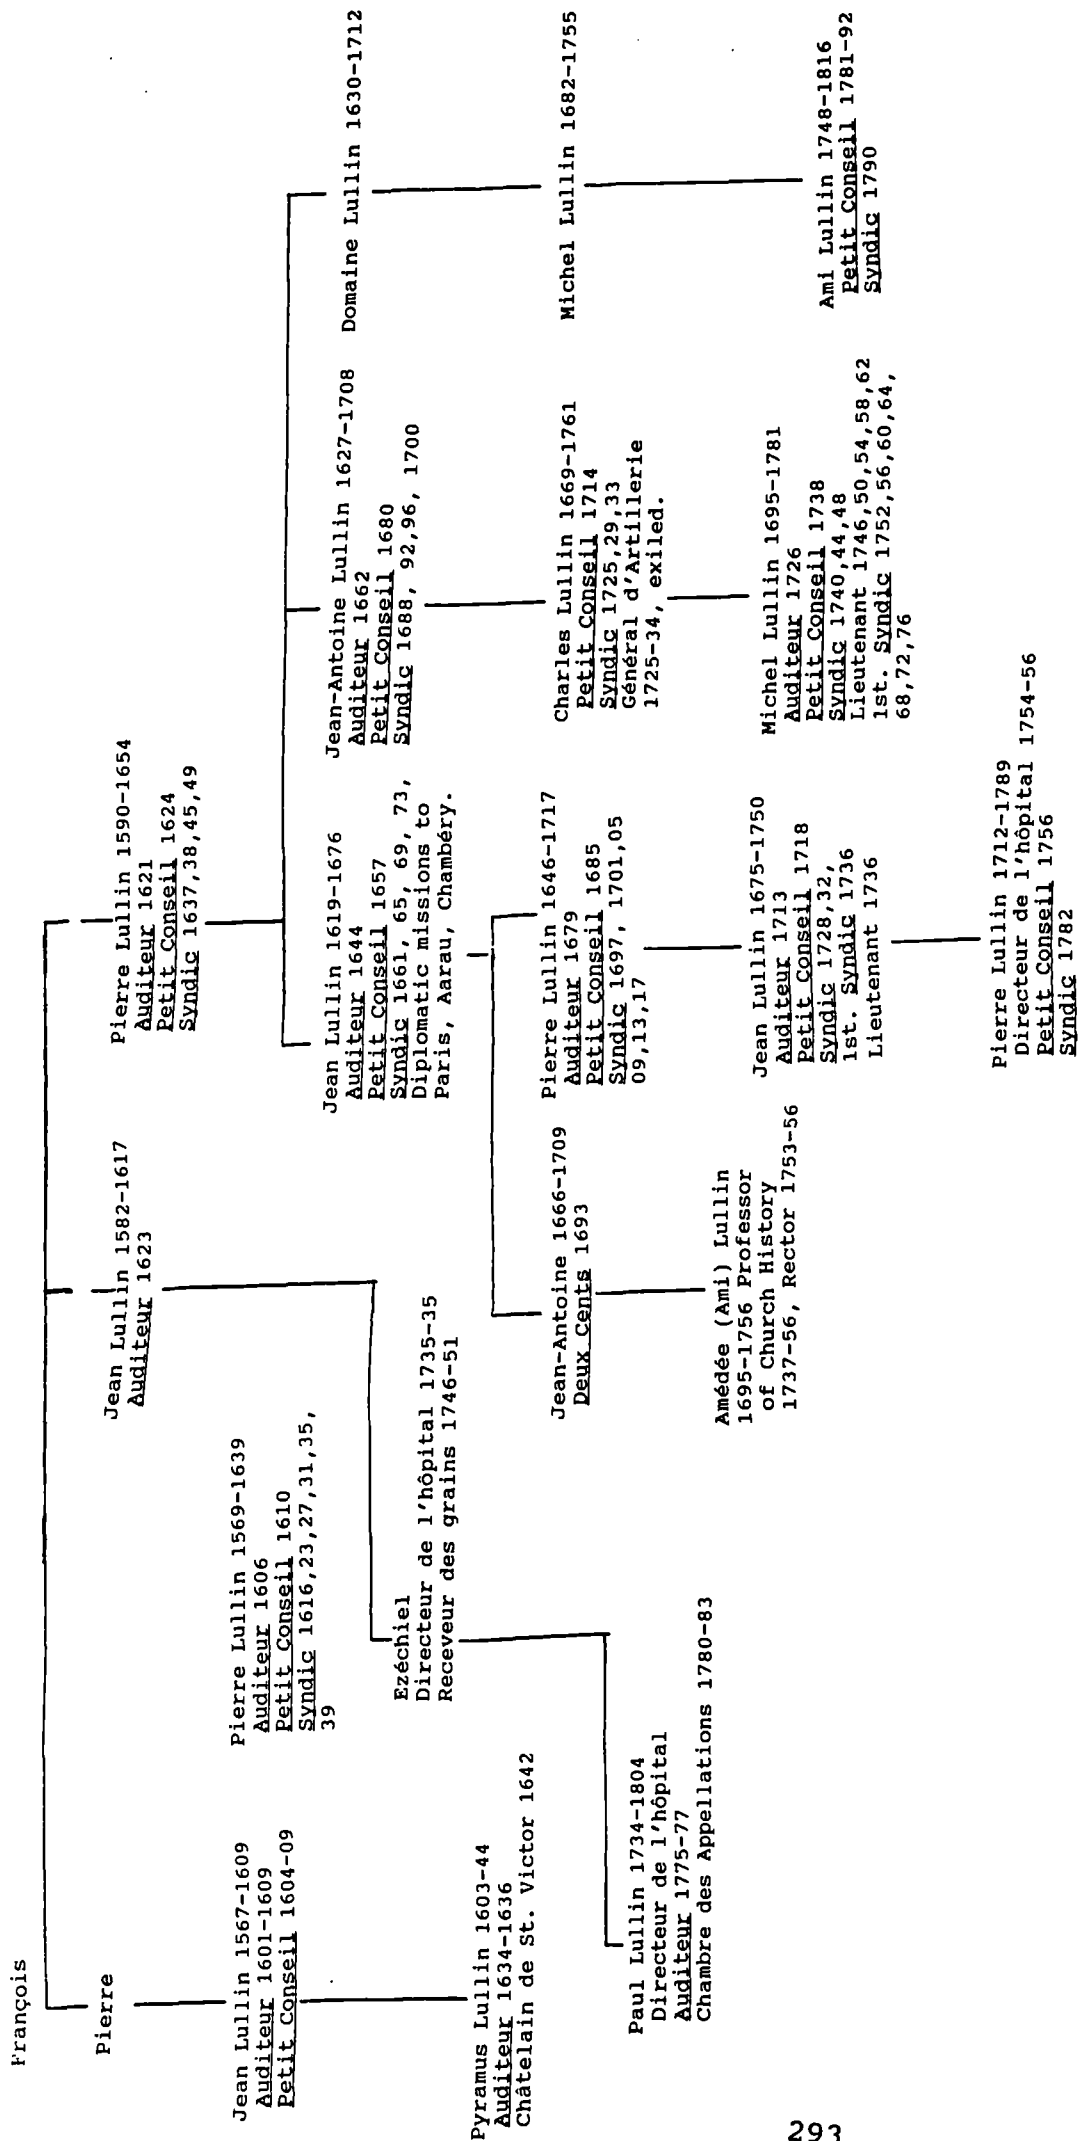 François
Pierre
Jean Lullin 1582-1617
Auditeur 1623
Pierre Lullin 1590-1654
Auditeur 1621
Petit Conseil 1624
Syndic 1637,38,45,49
Jean Lullin 1567-1609
Auditeur 1601-1609
Petit Conseil 1604-09
Pierre Lullin 1569-1639
Auditeur 1606
Petit Conseil 1610
Syndic 1616,23,27,31,35,
39
Jean Lullin 1619-1676
Auditeur 1644
Petit Conseil 1657
Syndic 1661, 65, 69, 73,
Diplomatic missions to
Paris, Aarau, Chambéry.
Jean-Antoine Lullin 1627-1708
Auditeur 1662
Petit Conseil 1680
Syndic 1688, 92,96, 1700
Domaine Lullin 1630-1712
Ezéchiel
Directeur de l'hôpital 1735-35
Receveur des grains 1746-51
Pyramus Lullin 1603-44
Auditeur 1634-1636
Châtelain de St. Victor 1642
Jean-Antoine 1666-1709
Deux Cents 1693
Pierre Lullin 1646-1717
Auditeur 1679
Petit Conseil 1685
Syndic 1697, 1701,05
09,13,17
Charles Lullin 1669-1761
Petit Conseil 1714
Syndic 1725,29,33
Général d'Artillerie
1725-34, exiled.
Michel Lullin 1682-1755
Paul Lullin 1734-1804
Directeur de l'hôpital
Auditeur 1775-77
Chambre des Appellations 1780-83
Amédée (Ami) Lullin
1695-1756 Professor
of Church History
1737-56, Rector 1753-56
Jean Lullin 1675-1750
Auditeur 1713
Petit Conseil 1718
Syndic 1728,32,
1st. Syndic 1736
Lieutenant 1736
Michel Lullin 1695-1781
Auditeur 1726
Petit Conseil 1738
Syndic 1740,44,48
Lieutenant 1746,50,54,58,62
1st. Syndic 1752,56,60,64,
68,72,76
Ami Lullin 1748-1816
Petit Conseil 1781-92
Syndic 1790
Pierre Lullin 1712-1789
Directeur de l'hôpital 1754-56
Petit Conseil 1756
Syndic 1782
293